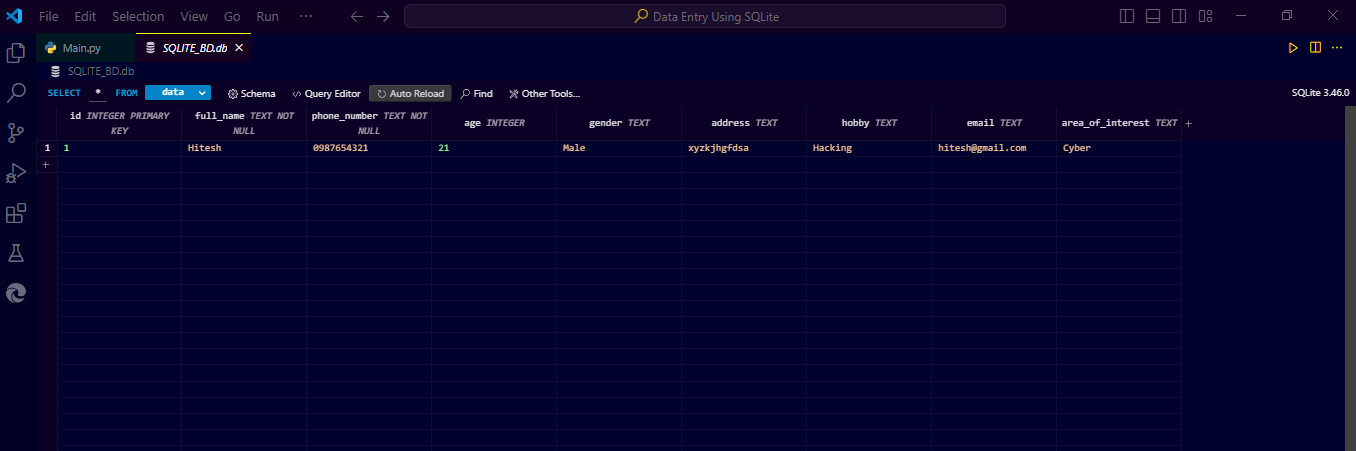 File Edit Selection View Go Run ··· Data Entry Using SQLite
Main.py SQLITE_BD.db
SQLITE_BD.db
SELECT * FROM data Schema Query Editor Auto Reload Find Other Tools... SQLite 3.46.0
id INTEGER PRIMARY KEY full_name TEXT NOT NULL phone_number TEXT NOT NULL age INTEGER gender TEXT address TEXT hobby TEXT email TEXT area_of_interest TEXT +
1 1 Hitesh 0987654321 21 Male xyzkjhgfdsa Hacking hitesh@gmail.com Cyber
+